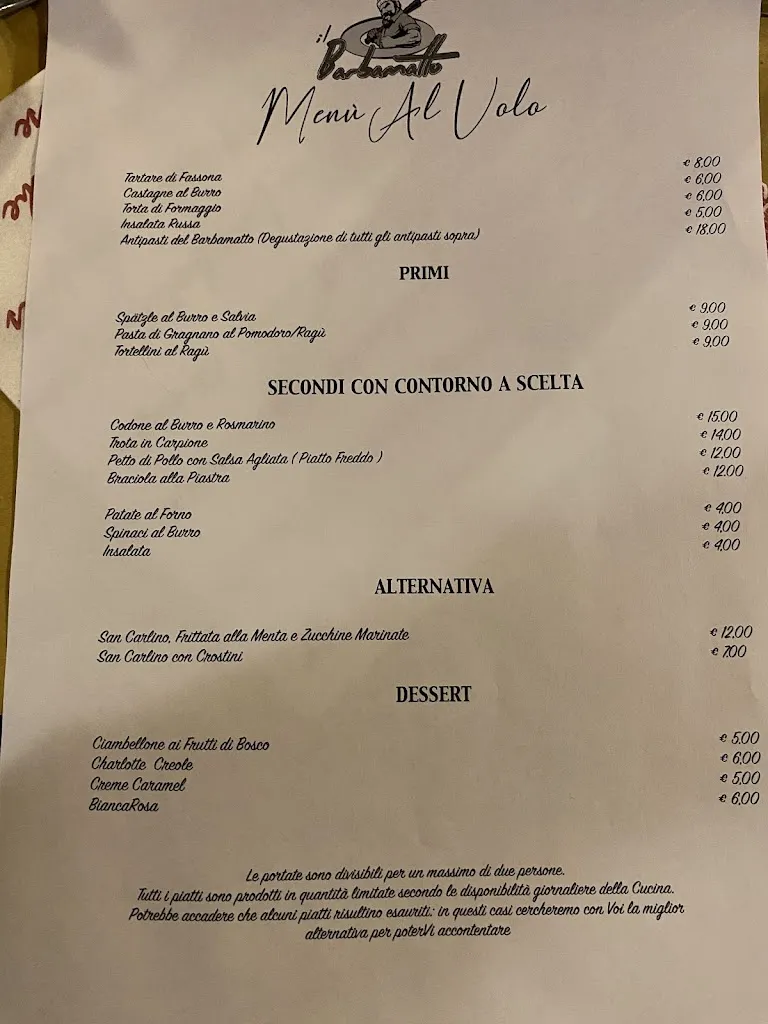 il
Barbamatto
Menù Al Volo
Tartare di Fassona € 8,00
Castagne al Burro € 6,00
Torta di Formaggio € 6,00
Insalata Russa € 5,00
Antipasti del Barbamatto (Degustazione di tutti gli antipasti sopra) € 18,00
PRIMI
Spätzle al Burro e Salvia € 9,00
Pasta di Gragnano al Pomodoro/Ragù € 9,00
Tortellini al Ragù € 9,00
SECONDI CON CONTORNO A SCELTA
Codone al Burro e Rosmarino € 15,00
Trota in Carpione € 14,00
Petto di Pollo con Salsa Agliata ( Piatto Freddo ) € 12,00
Braciola alla Piastra € 12,00
Patate al Forno € 4,00
Spinaci al Burro € 4,00
Insalata € 4,00
ALTERNATIVA
San Carlino, Frittata alla Menta e Zucchine Marinate € 12,00
San Carlino con Crostini € 7,00
DESSERT
Ciambellone ai Frutti di Bosco € 5,00
Charlotte Creole € 6,00
Creme Caramel € 5,00
BiancaRosa € 6,00
Le portate sono divisibili per un massimo di due persone.
Tutti i piatti sono prodotti in quantità limitate secondo le disponibilità giornaliere della Cucina.
Potrebbe accadere che alcuni piatti risultino esauriti: in questi casi cercheremo con Voi la miglior
alternativa per poterVi accontentare